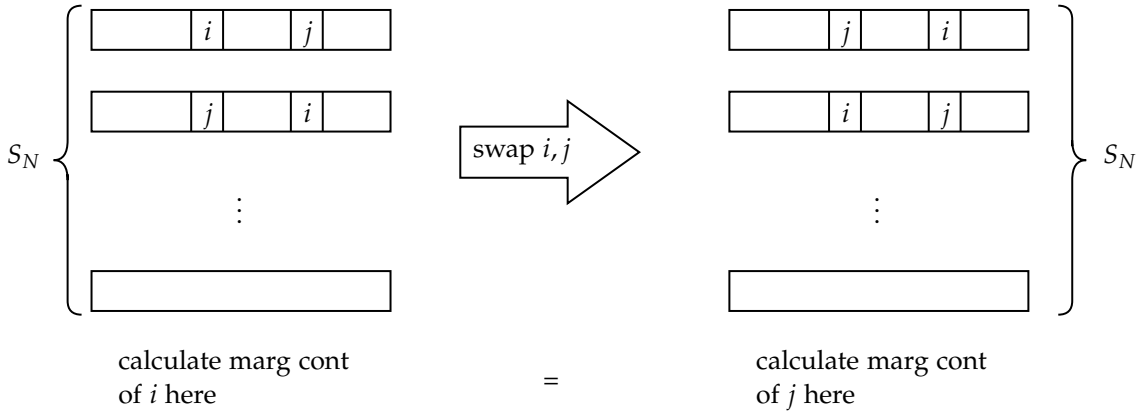 i j
j i
j i
i j
S_N
swap i, j
S_N
⋮
⋮
calculate marg cont
of i here
=
calculate marg cont
of j here